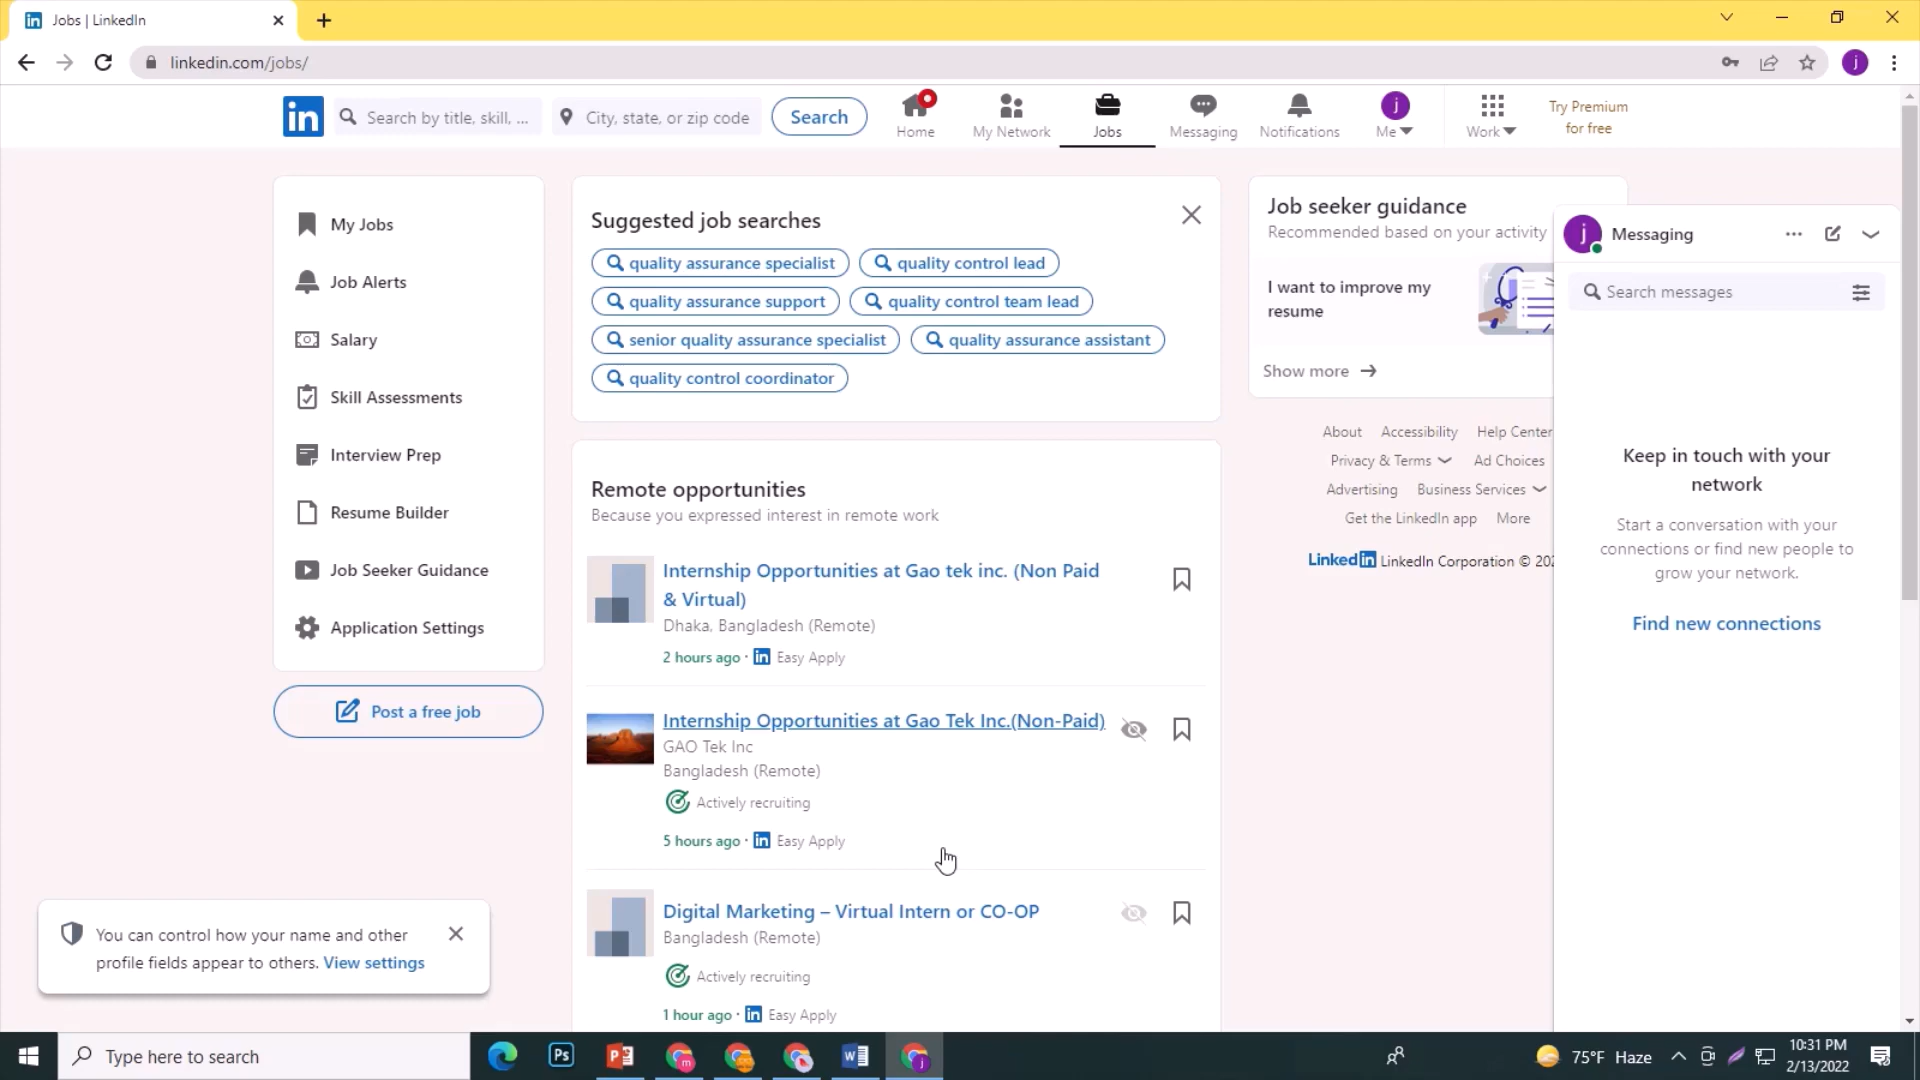 Jobs | LinkedIn
linkedin.com/jobs/
j
in
Search by title, skill, ...
City, state, or zip code
Search
Home
My Network
Jobs
Messaging
Notifications
j
Me
Work
Try Premium
for free
My Jobs
Job Alerts
Salary
Skill Assessments
Interview Prep
Resume Builder
Job Seeker Guidance
Application Settings
Post a free job
Suggested job searches
quality assurance specialist
quality control lead
quality assurance support
quality control team lead
senior quality assurance specialist
quality assurance assistant
quality control coordinator
Remote opportunities
Because you expressed interest in remote work
Internship Opportunities at Gao tek inc. (Non Paid
& Virtual)
Dhaka, Bangladesh (Remote)
2 hours ago · in Easy Apply
Internship Opportunities at Gao Tek Inc.(Non-Paid)
GAO Tek Inc
Bangladesh (Remote)
Actively recruiting
5 hours ago · in Easy Apply
Digital Marketing – Virtual Intern or CO-OP
Bangladesh (Remote)
Actively recruiting
1 hour ago · in Easy Apply
Job seeker guidance
Recommended based on your activity
I want to improve my
resume
Show more
About Accessibility Help Center
Privacy & Terms Ad Choices
Advertising Business Services
Get the LinkedIn app More
LinkedIn LinkedIn Corporation ©
j
Messaging
Search messages
Keep in touch with your
network
Start a conversation with your
connections or find new people to
grow your network.
Find new connections
You can control how your name and other
profile fields appear to others. View settings
Type here to search
Ps
75°F Haze
10:31 PM
2/13/2022